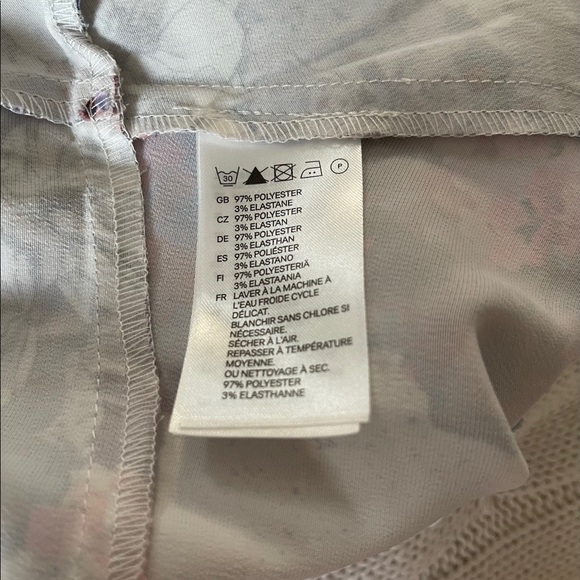 30 P
GB 97% POLYESTER
3% ELASTANE
CZ 97% POLYESTER
3% ELASTAN
DE 97% POLYESTER
3% ELASTHAN
ES 97% POLIÉSTER
3% ELASTANO
FI 97% POLYESTERIÄ
3% ELASTAANIA
FR LAVER À LA MACHINE À
L'EAU FROIDE CYCLE
DÉLICAT.
BLANCHIR SANS CHLORE SI
NÉCESSAIRE.
SÉCHER À L'AIR.
REPASSER À TEMPÉRATURE
MOYENNE.
OU NETTOYAGE À SEC.
97% POLYESTER
3% ELASTHANNE